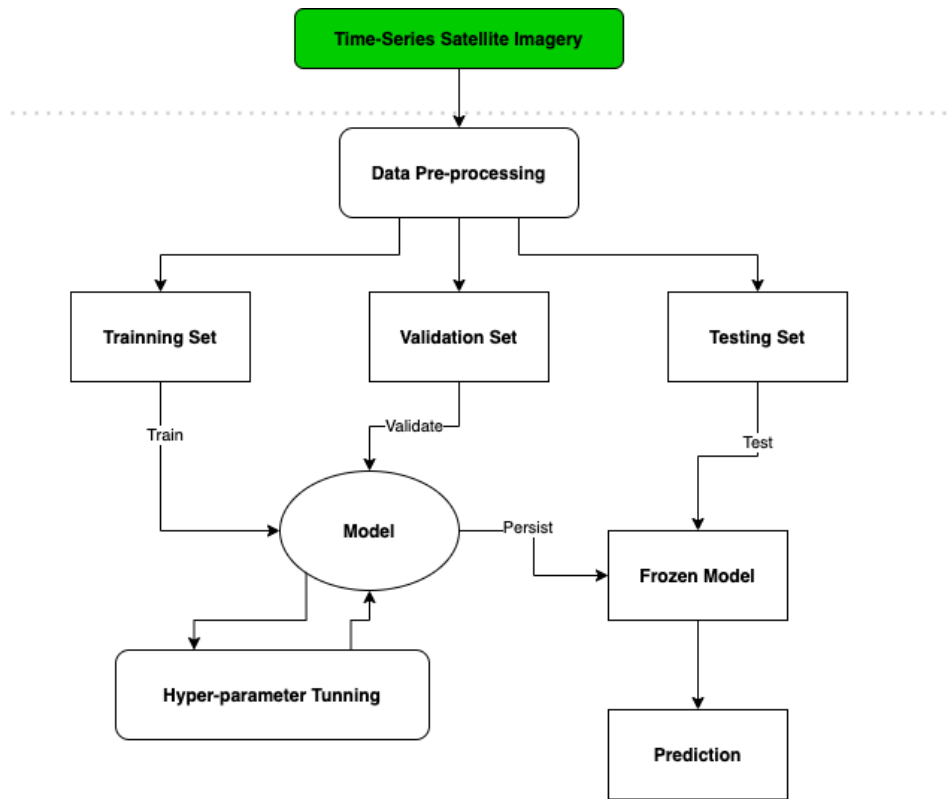 Time-Series Satellite Imagery
Data Pre-processing
Trainning Set
Validation Set
Testing Set
Train
Validate
Test
Model
Persist
Frozen Model
Hyper-parameter Tunning
Prediction